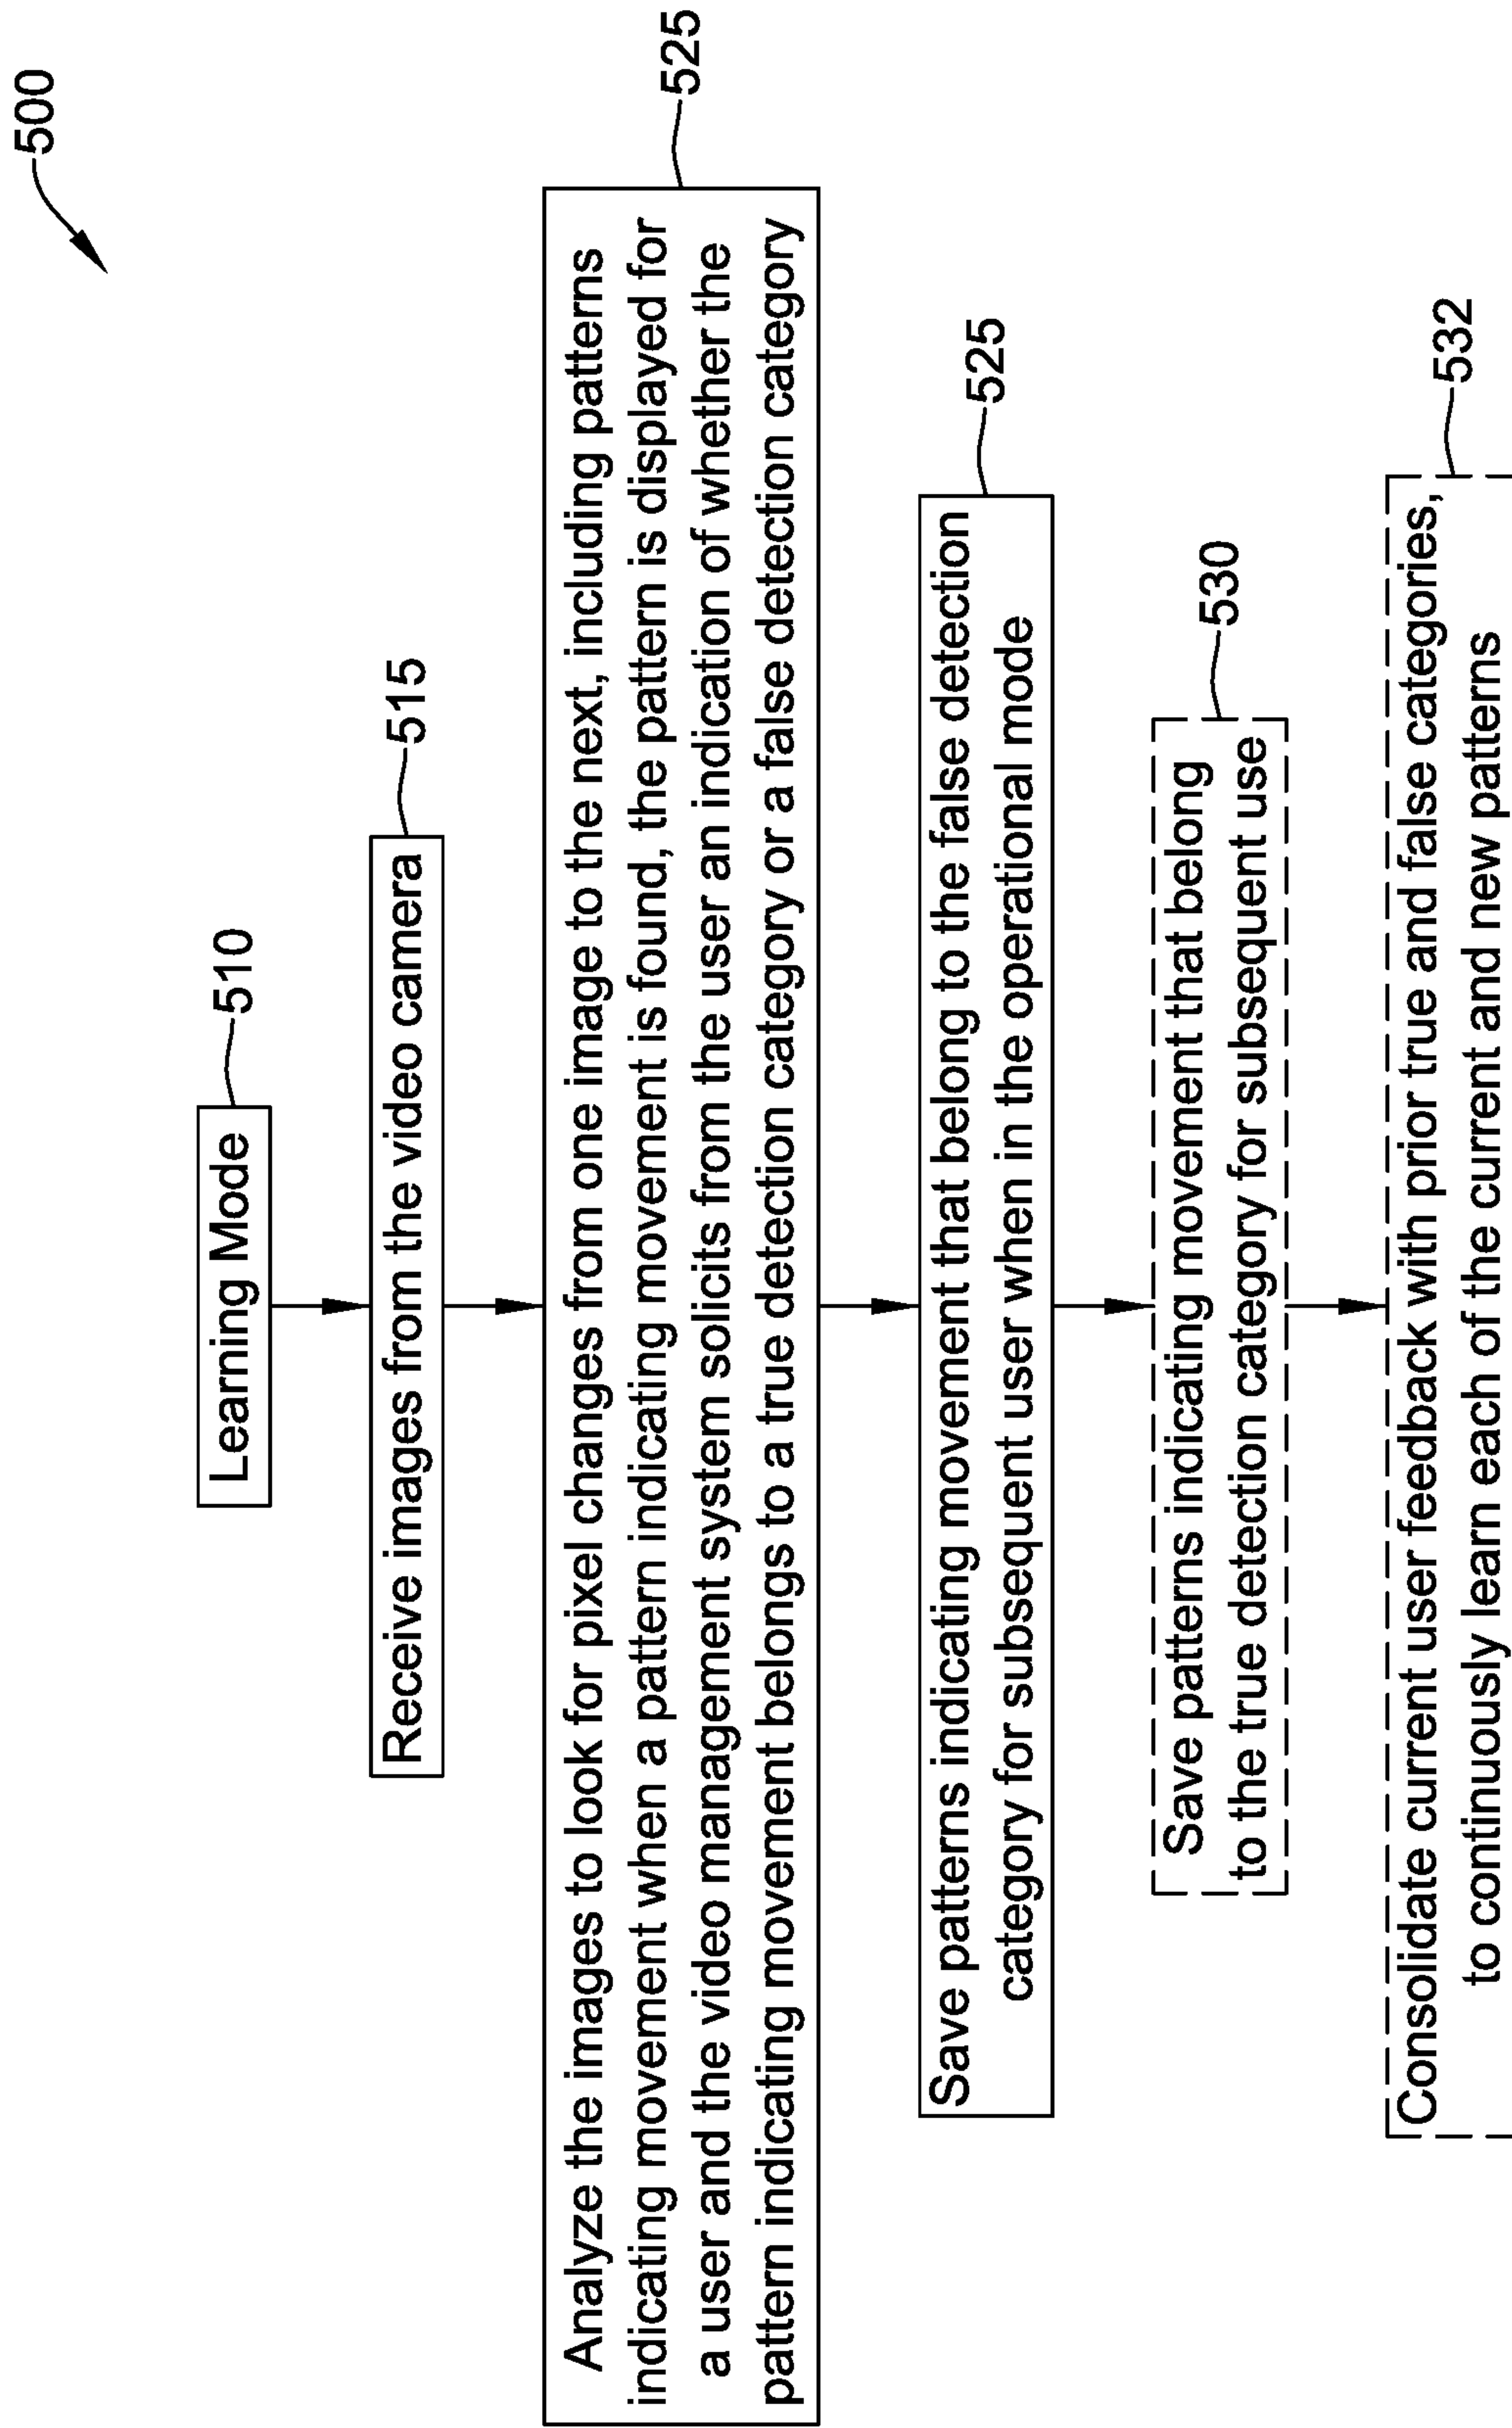 500
Learning Mode
510
Receive images from the video camera
515
Analyze the images to look for pixel changes from one image to the next, including patterns
indicating movement when a pattern indicating movement is found, the pattern is displayed for
a user and the video management system solicits from the user an indication of whether the
pattern indicating movement belongs to a true detection category or a false detection category
525
Save patterns indicating movement that belong to the false detection
category for subsequent user when in the operational mode
525
Save patterns indicating movement that belong
to the true detection category for subsequent use
530
Consolidate current user feedback with prior true and false categories,
to continuously learn each of the current and new patterns
532